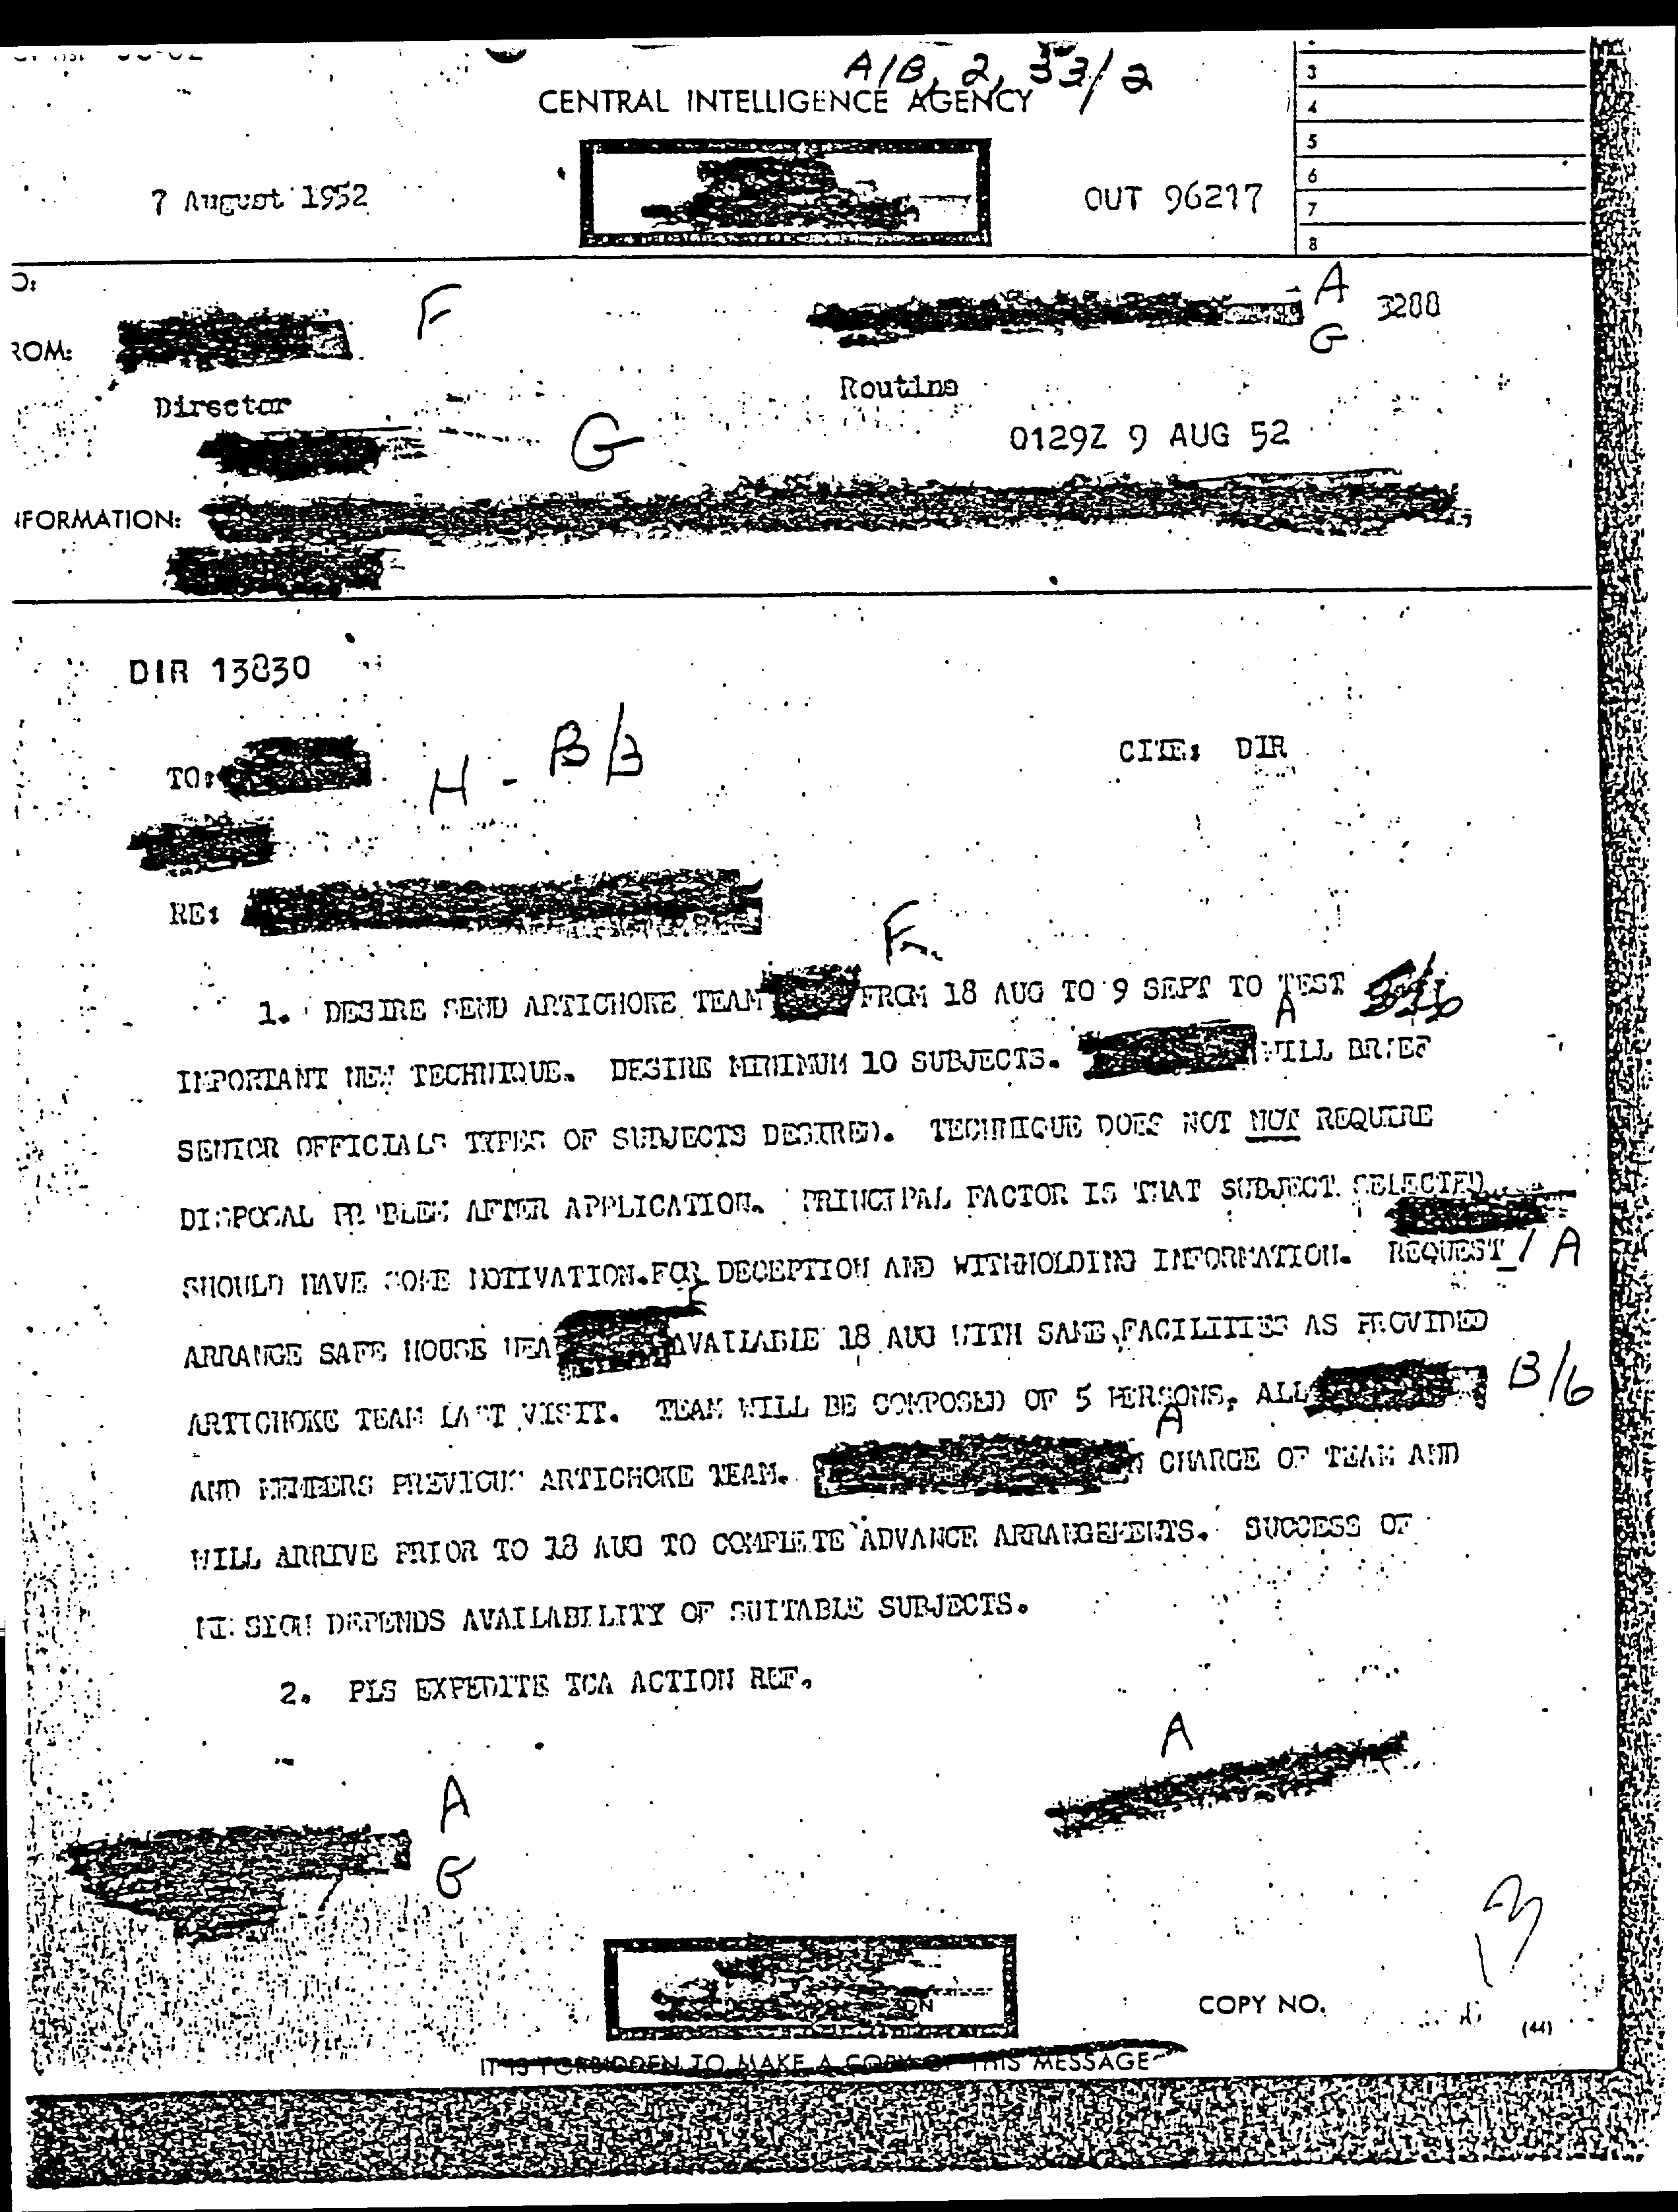 A/B, 2, 33/2
CENTRAL INTELLIGENCE AGENCY
3
4
5
6
7
8
7 August 1952
OUT 96217
O:
F
A
3288
G
ROM:
Director
Routine
G
0129Z 9 AUG 52
NFORMATION:
DIR 13830
H - B/3
CITE: DIR
TO:
RE:
F
1. DESIRE SEND ARTICHOKE TEAM FROM 18 AUG TO 9 SEPT TO TEST
A
IMPORTANT NEW TECHNIQUE. DESIRE MINIMUM 10 SUBJECTS. WILL BRIEF
SENIOR OFFICIALS TYPES OF SUBJECTS DESIRED. TECHNIQUE DOES NOT NOT REQUIRE
DISPOSAL PROBLEM AFTER APPLICATION. PRINCIPAL FACTOR IS THAT SUBJECT SELECTED
SHOULD HAVE SOME MOTIVATION FOR DECEPTION AND WITHHOLDING INFORMATION. REQUEST / A
ARRANGE SAFE HOUSE NEAR AVAILABLE 18 AUG WITH SAME FACILITIES AS PROVIDED
ARTICHOKE TEAM LAST VISIT. TEAM WILL BE COMPOSED OF 5 PERSONS, ALL B/6
A
AND MEMBERS PREVIOUS ARTICHOKE TEAM. CHARGE OF TEAM AND
WILL ARRIVE PRIOR TO 18 AUG TO COMPLETE ADVANCE ARRANGEMENTS. SUCCESS OF
MISSION DEPENDS AVAILABILITY OF SUITABLE SUBJECTS.
2. PLS EXPEDITE TCA ACTION REF.
A
A
G
13
COPY NO.
(44)
IT IS FORBIDDEN TO MAKE A COPY OF THIS MESSAGE